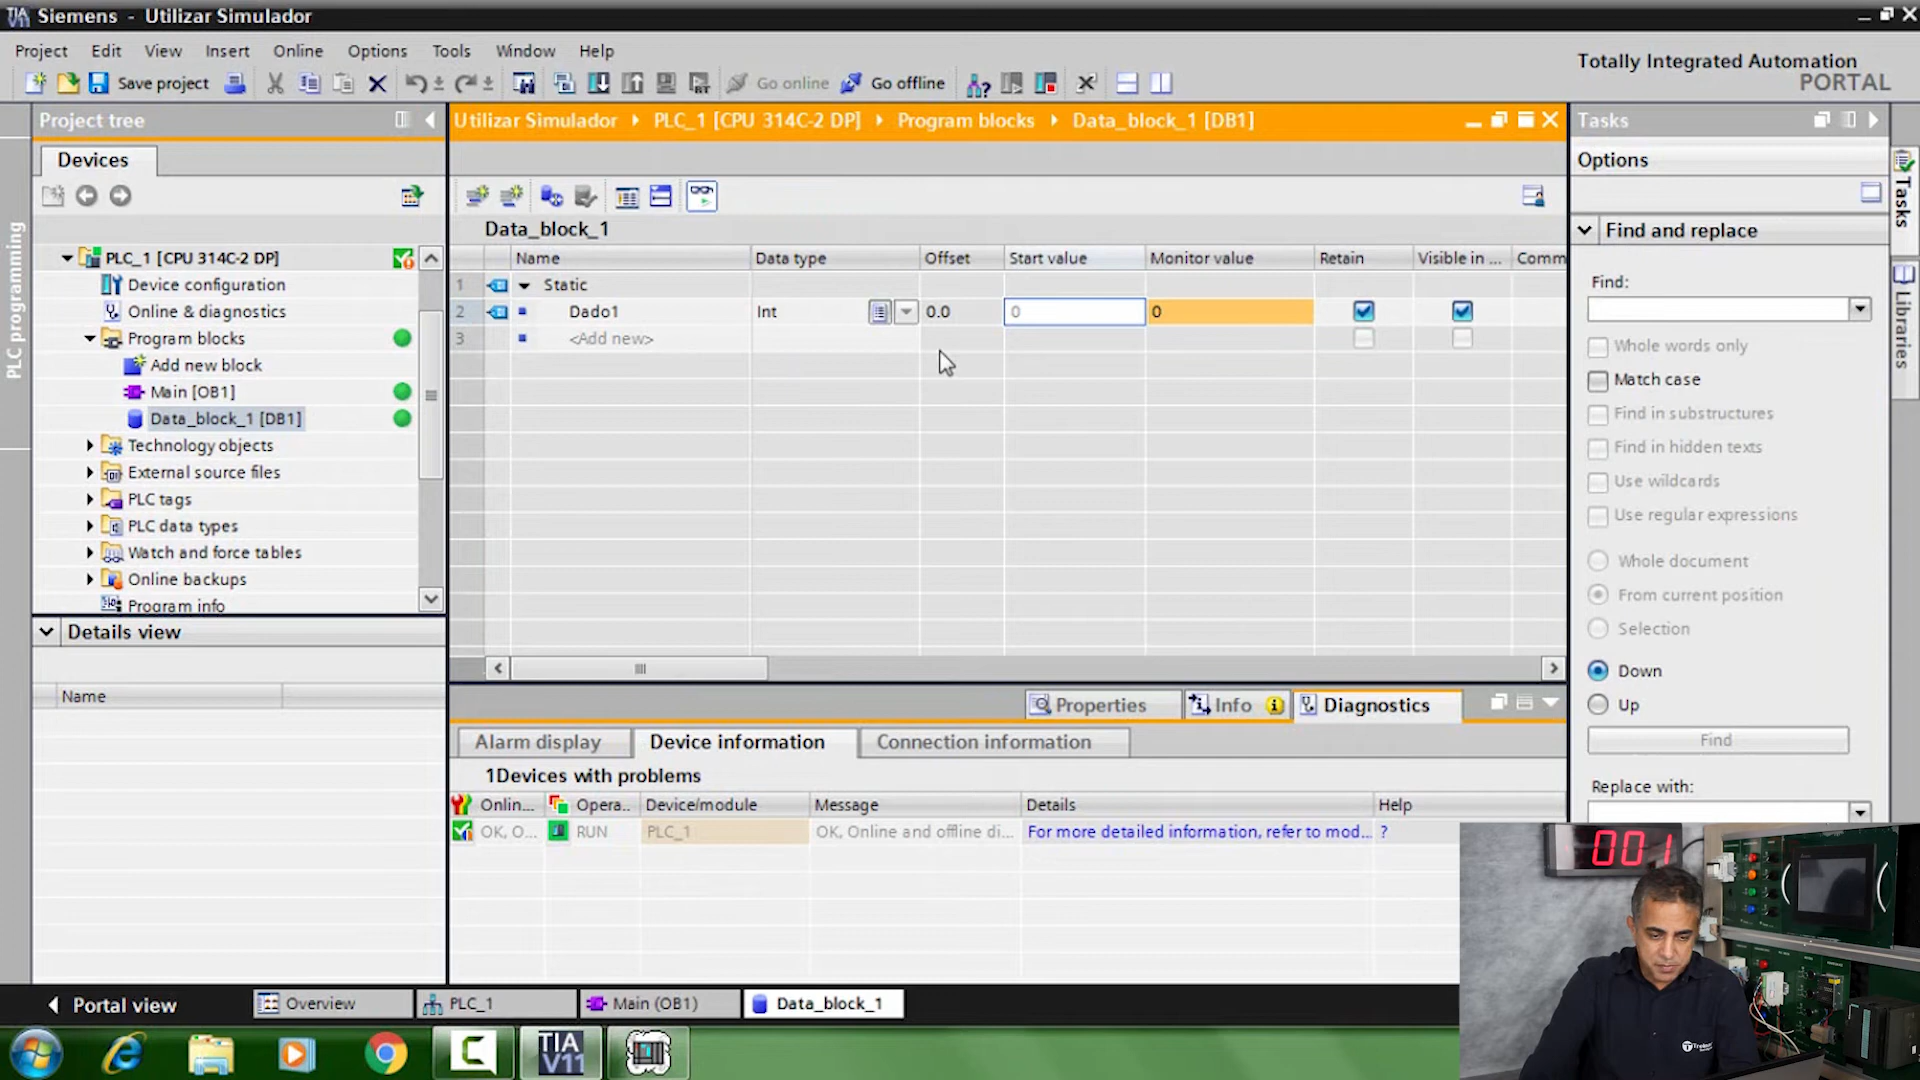 Siemens - Utilizar Simulador
Project Edit View Insert Online Options Tools Window Help
Totally Integrated Automation
PORTAL
Save project Go online Go offline
Project tree
Utilizar Simulador PLC_1 [CPU 314C-2 DP] Program blocks Data_block_1 [DB1]
Tasks
Devices
Options
PLC programming
Tasks
Libraries
Data_block_1
Find and replace
Name Data type Offset Start value Monitor value Retain Visible in ... Comm
1 Static
2 Dado1 Int 0.0 0 0
3 <Add new>
PLC_1 [CPU 314C-2 DP]
Device configuration
Online & diagnostics
Program blocks
Add new block
Main [OB1]
Data_block_1 [DB1]
Technology objects
External source files
PLC tags
PLC data types
Watch and force tables
Online backups
Program info
Find:
Whole words only
Match case
Find in substructures
Find in hidden texts
Use wildcards
Use regular expressions
Whole document
From current position
Selection
Down
Up
Find
Replace with:
Details view
Name
Properties Info Diagnostics
Alarm display Device information Connection information
1Devices with problems
Onlin... Opera.. Device/module Message Details Help
OK, O... RUN PLC_1 OK, Online and offline di... For more detailed information, refer to mod... ?
001
Portal view Overview PLC_1 Main (OB1) Data_block_1
TIA
V11